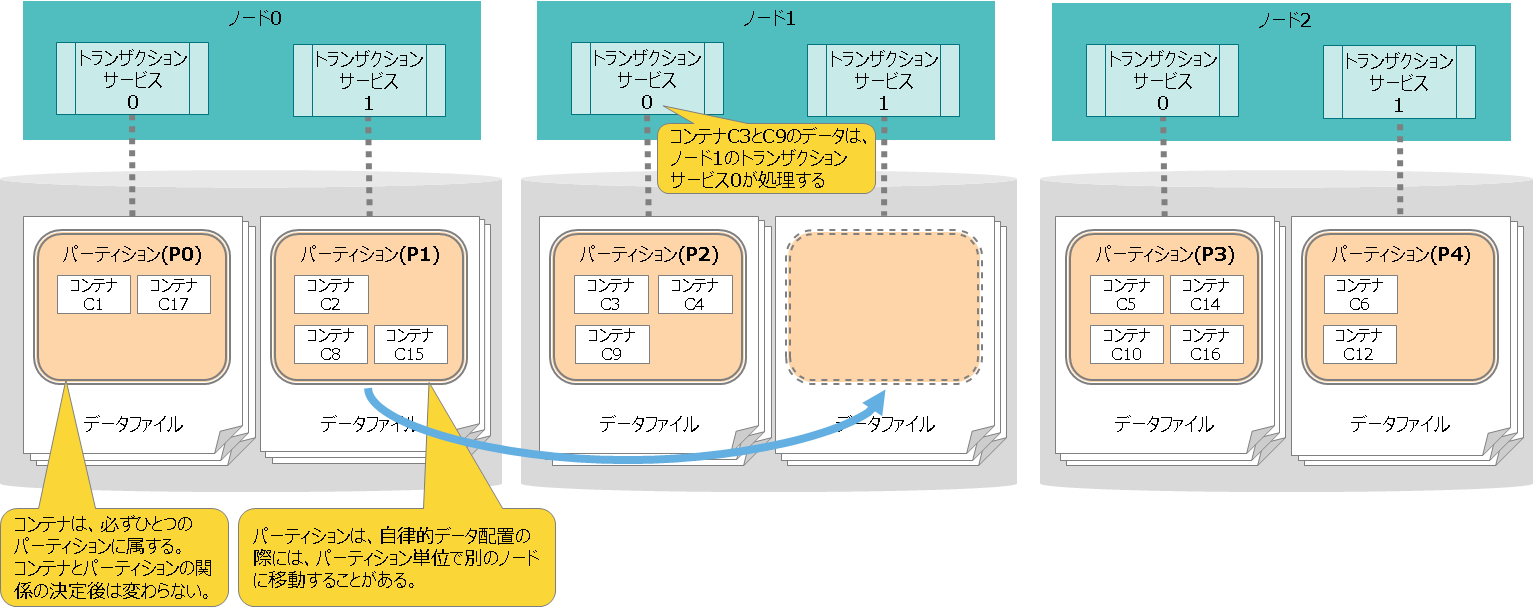 ノード0
トランザクション
サービス
0
トランザクション
サービス
1
ノード1
トランザクション
サービス
0
トランザクション
サービス
1
コンテナC3とC9のデータは、
ノード1のトランザクション
サービス0が処理する
ノード2
トランザクション
サービス
0
トランザクション
サービス
1
パーティション(P0)
コンテナ
C1
コンテナ
C17
データファイル
パーティション(P1)
コンテナ
C2
コンテナ
C8
コンテナ
C15
データファイル
パーティション(P2)
コンテナ
C3
コンテナ
C4
コンテナ
C9
データファイル
データファイル
パーティション(P3)
コンテナ
C5
コンテナ
C14
コンテナ
C10
コンテナ
C16
データファイル
パーティション(P4)
コンテナ
C6
コンテナ
C12
データファイル
コンテナは、必ずひとつの
パーティションに属する。
コンテナとパーティションの関
係の決定後は変わらない。
パーティションは、自律的データ配置の
際には、パーティション単位で別のノード
に移動することがある。